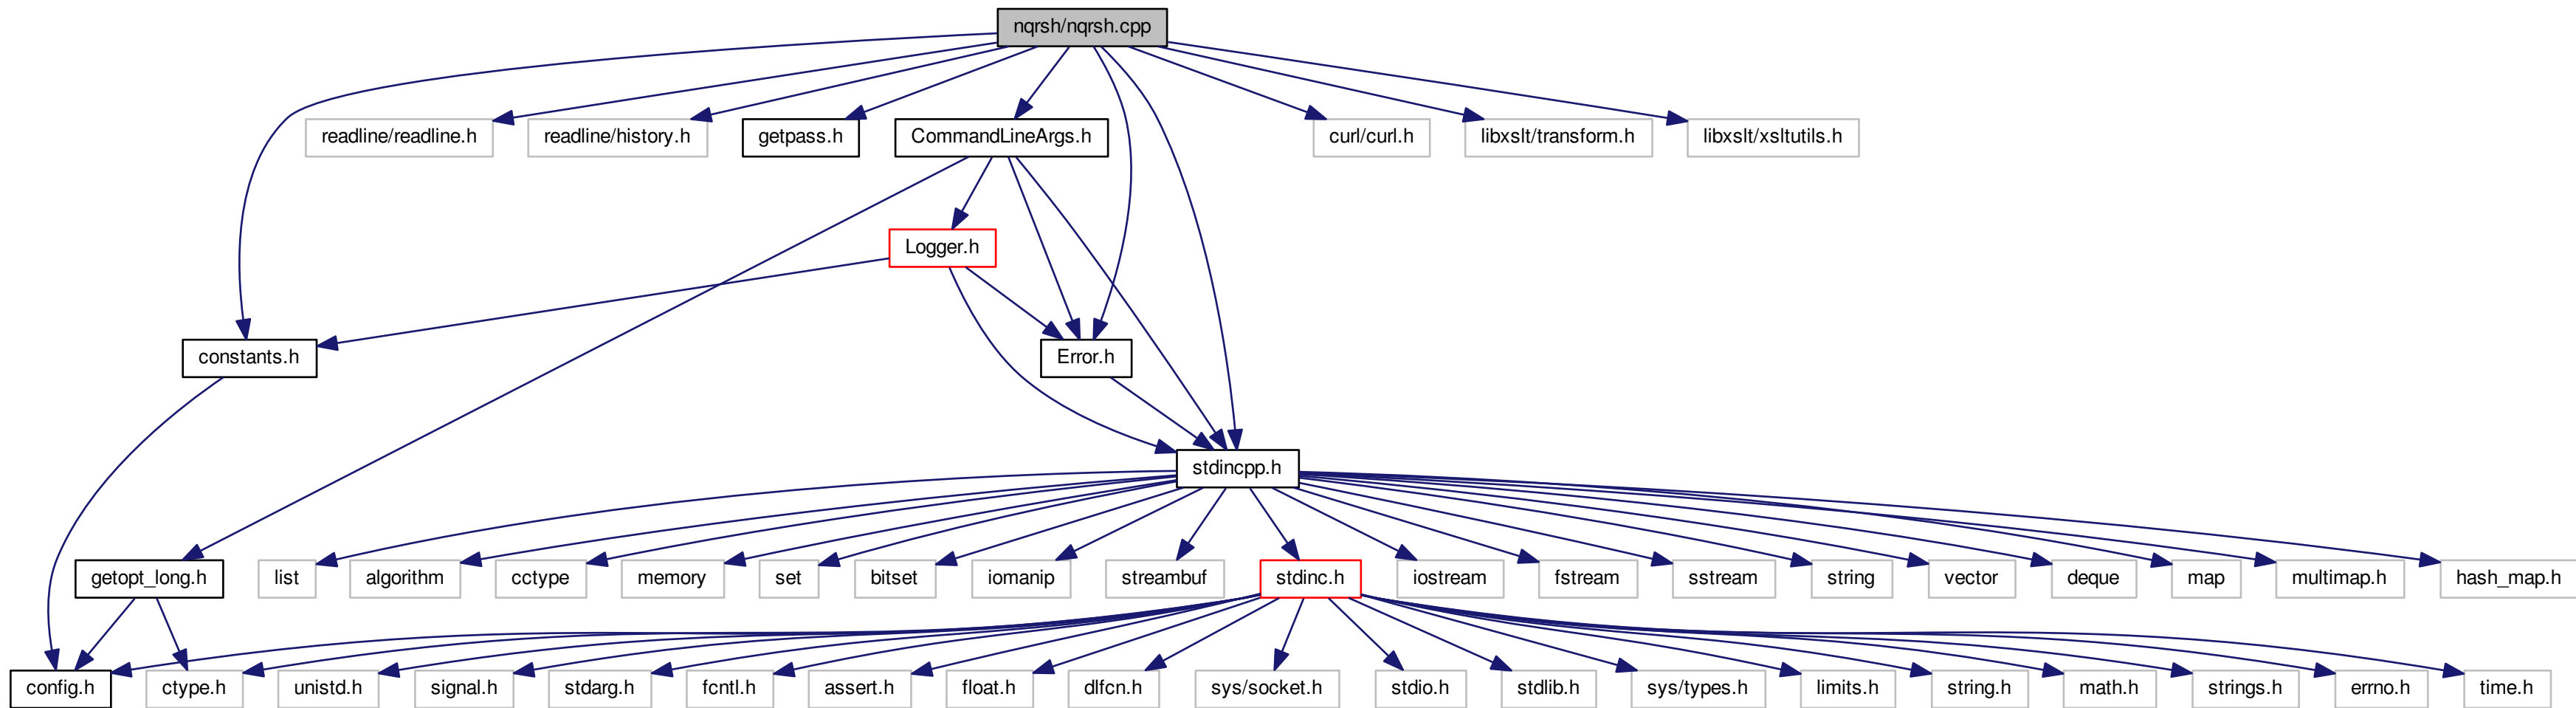 nqrsh/nqrsh.cpp
readline/readline.h
readline/history.h
getpass.h
CommandLineArgs.h
curl/curl.h
libxslt/transform.h
libxslt/xsltutils.h
Logger.h
constants.h
Error.h
stdincpp.h
getopt_long.h
list
algorithm
cctype
memory
set
bitset
iomanip
streambuf
stdinc.h
iostream
fstream
sstream
string
vector
deque
map
multimap.h
hash_map.h
config.h
ctype.h
unistd.h
signal.h
stdarg.h
fcntl.h
assert.h
float.h
dlfcn.h
sys/socket.h
stdio.h
stdlib.h
sys/types.h
limits.h
string.h
math.h
strings.h
errno.h
time.h